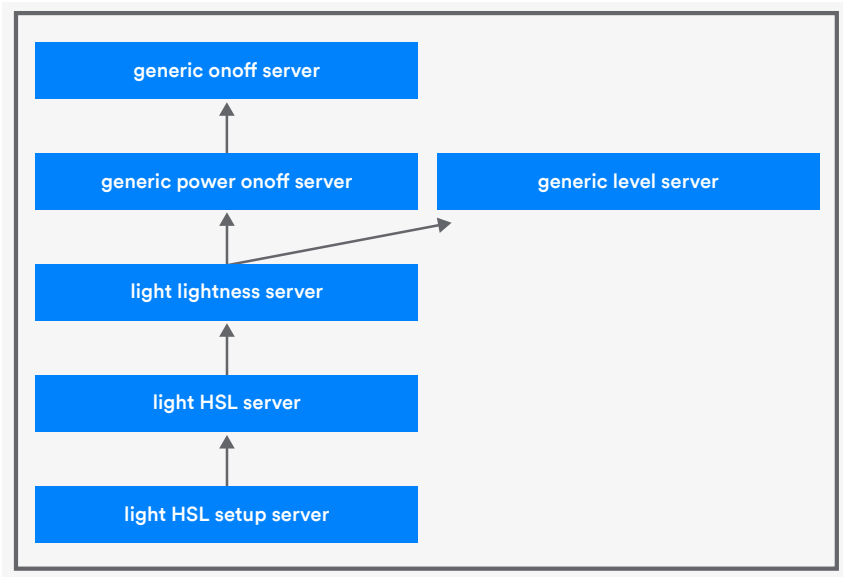 generic onoff server
generic power onoff server
generic level server
light lightness server
light HSL server
light HSL setup server